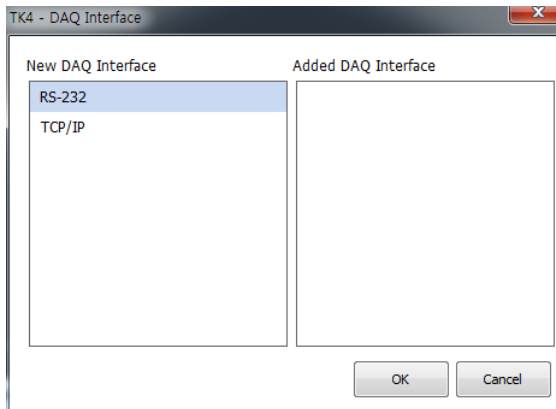 TK4 - DAQ Interface
New DAQ Interface
Added DAQ Interface
RS-232
TCP/IP
OK
Cancel